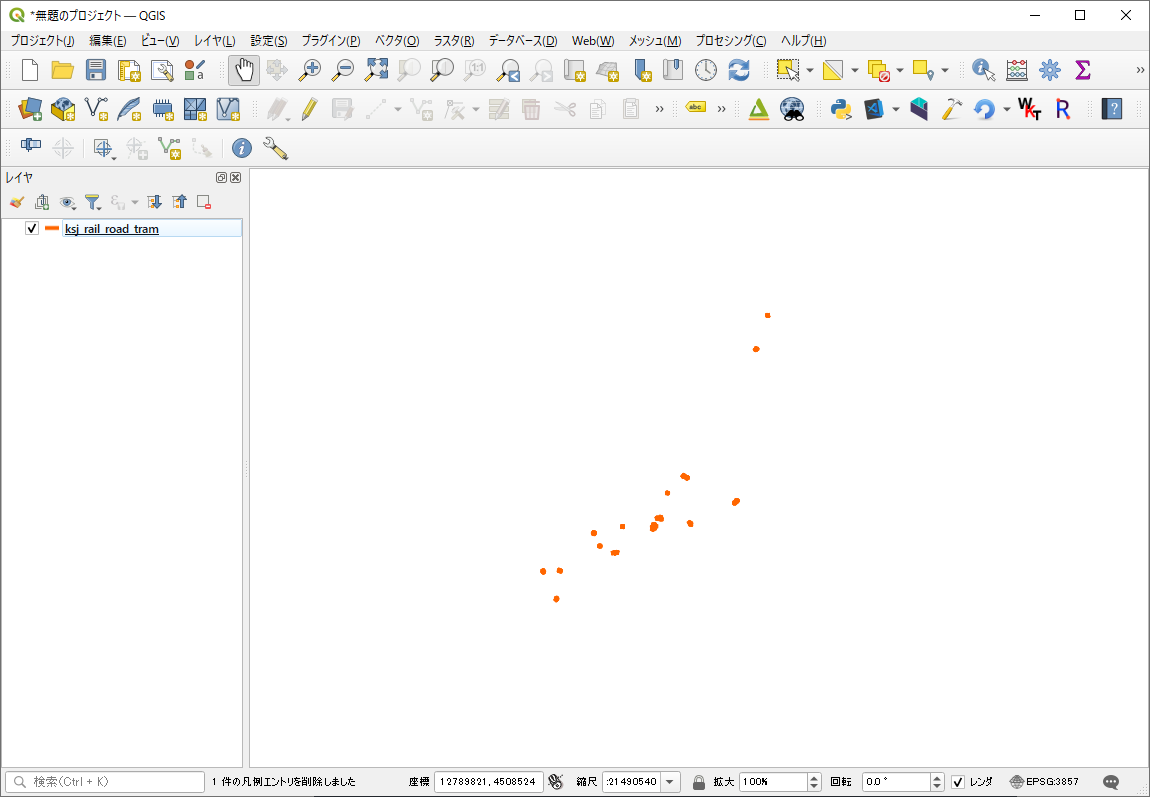 *無題のプロジェクト — QGIS
プロジェクト(J) 編集(E) ビュー(V) レイヤ(L) 設定(S) プラグイン(P) ベクタ(O) ラスタ(R) データベース(D) Web(W) メッシュ(M) プロセシング(C) ヘルプ(H)
a 1:1 »
» abc » WKT R ?
レイヤ
ksj_rail_road_tram
検索(Ctrl + K) 1 件の凡例エントリを削除しました 座標 12789821,4508524 縮尺 :21490540 拡大 100% 回転 0.0 ° レンダ EPSG:3857